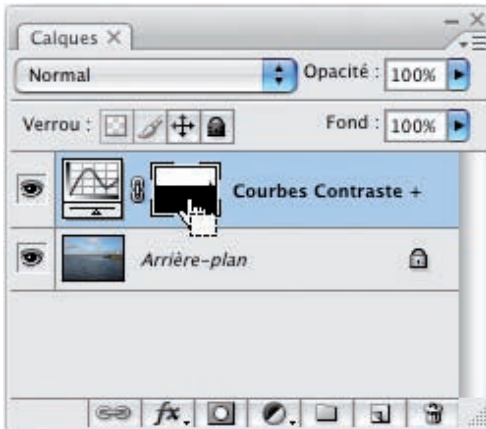 Calques
Normal Opacité : 100%
Verrou : Fond : 100%
Courbes Contraste +
Arrière-plan
fx.